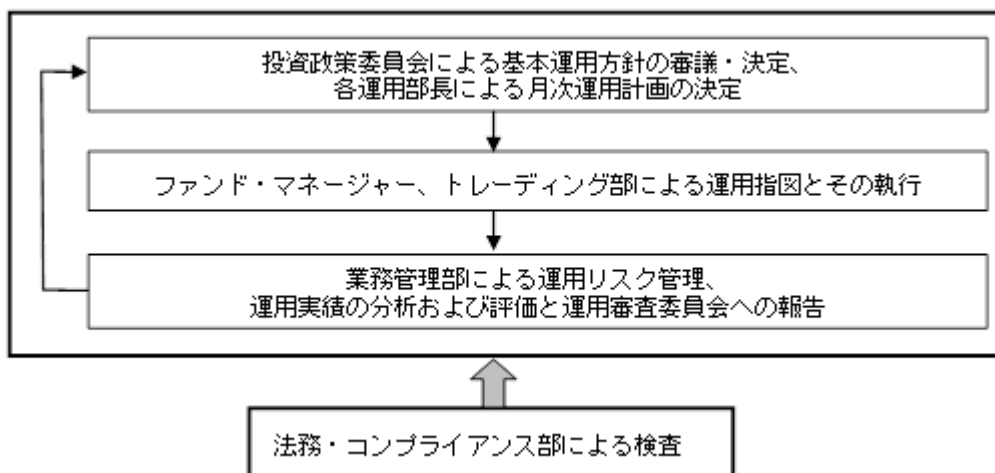 投資政策委員会による基本運用方針の審議・決定、
各運用部長による月次運用計画の決定
ファンド・マネージャー、トレーディング部による運用指図とその執行
業務管理部による運用リスク管理、
運用実績の分析および評価と運用審査委員会への報告
法務・コンプライアンス部による検査